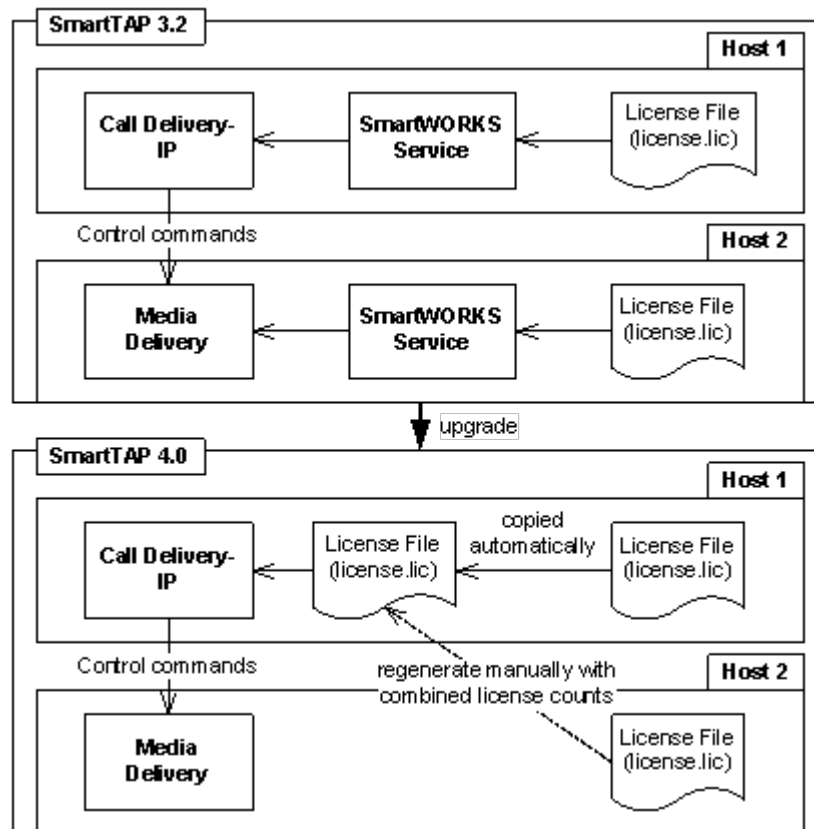 SmartTAP 3.2
Host 1
Call Delivery-
IP
SmartWORKS
Service
License File
(license.lic)
Control commands
Host 2
Media
Delivery
SmartWORKS
Service
License File
(license.lic)
upgrade
SmartTAP 4.0
Host 1
Call Delivery-
IP
License File
(license.lic)
copied
automatically
License File
(license.lic)
Control commands
regenerate manually with
combined license counts
Host 2
Media
Delivery
License File
(license.lic)